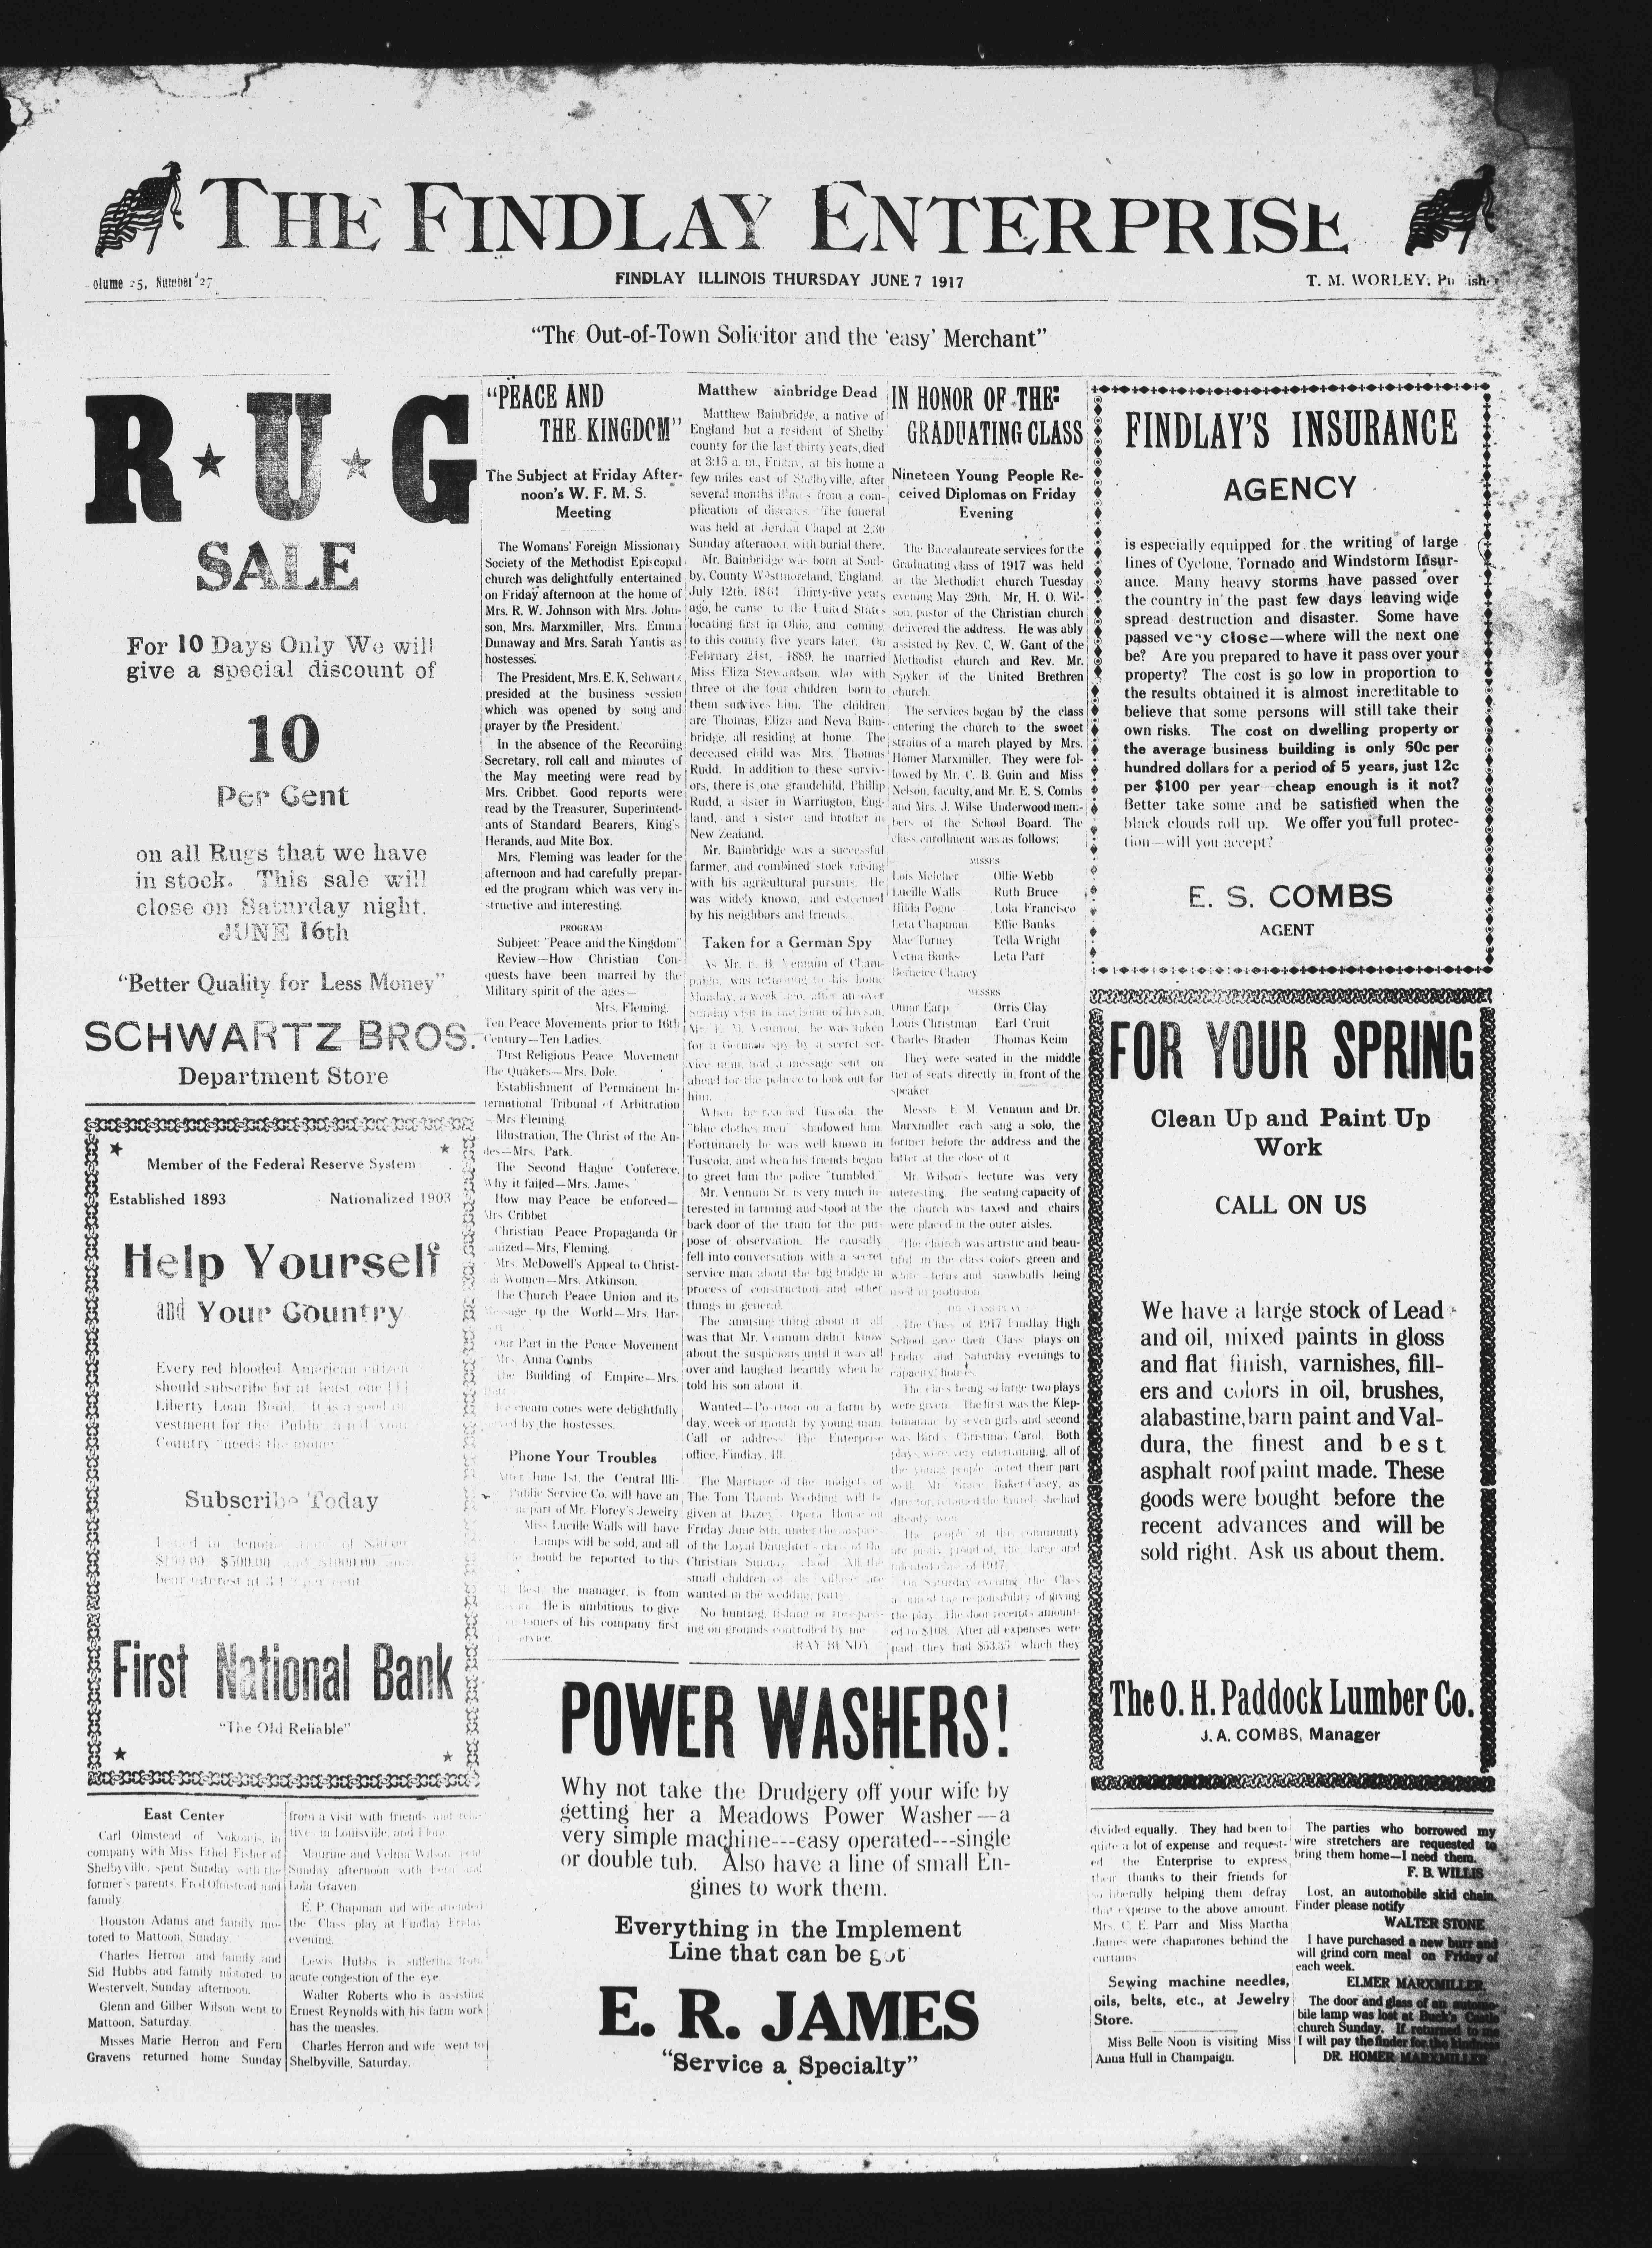 THE FINDLAY ENTERPRISE
olume 25, Number 27
FINDLAY ILLINOIS THURSDAY JUNE 7 1917
T. M. WORLEY,
"The Out-of-Town Solicitor and the 'easy' Merchant"
R★U★G
SALE
For 10 Days Only We will
give a special discount of
10
Per Cent
on all Rugs that we have
in stock. This sale will
close on Saturday night,
JUNE 16th
"Better Quality for Less Money"
SCHWARTZ BROS.
Department Store
Member of the Federal Reserve System
Established 1893 Nationalized 1903
Help Yourself
and Your Country
Every red blooded American citizen
should subscribe for at least one
Liberty Loan Bond. It is a good
vestment for the Public and your
Country needs the money
Subscribe Today
$500.00 $1000.00
bear interest at per cent
First National Bank
"The Old Reliable"
East Center
Carl Olmstead of Nokomis, in
company with Miss Ethel Fisher of
Shelbyville, spent Sunday with the
former's parents, Fred Olmstead and
family.
Houston Adams and family mo-
tored to Mattoon, Sunday.
Charles Herron and family and
Sid Hubbs and family motored to
Westervelt, Sunday afternoon.
Glenn and Gilber Wilson went to
Mattoon, Saturday.
Misses Marie Herron and Fern
Gravens returned home Sunday
from a visit with friends and rela-
tives in Louisville, and Flora.
Maurine and Velma Wilson spent
Sunday afternoon with Fern and
Lola Graven.
E. P. Chapman and wife attended
the Class play at Findlay Friday
evening.
Lewis Hubbs is suffering from
acute congestion of the eye.
Walter Roberts who is assisting
Ernest Reynolds with his farm work
has the measles.
Charles Herron and wife went to
Shelbyville, Saturday.
"PEACE AND
THE KINGDOM"
The Subject at Friday After-
noon's W. F. M. S.
Meeting
The Womans' Foreign Missionary
Society of the Methodist Episcopal
church was delightfully entertained
on Friday afternoon at the home of
Mrs. R. W. Johnson with Mrs. John-
son, Mrs. Marxmiller, Mrs. Emma
Dunaway and Mrs. Sarah Yantis as
hostesses.
The President, Mrs. E. K, Schwartz
presided at the business session
which was opened by song and
prayer by the President.
In the absence of the Recording
Secretary, roll call and minutes of
the May meeting were read by
Mrs. Cribbet. Good reports were
read by the Treasurer, Superintend-
ants of Standard Bearers, King's
Herands, aud Mite Box.
Mrs. Fleming was leader for the
afternoon and had carefully prepar-
ed the program which was very in-
structive and interesting.
PROGRAM
Subject: "Peace and the Kingdom"
Review—How Christian Con-
quests have been marred by the
Military spirit of the ages—
Mrs. Fleming.
Ten Peace Movements prior to 16th
Century—Ten Ladies.
First Religious Peace Movement
The Quakers—Mrs. Dole.
Establishment of Permanent In-
ternational Tribunal of Arbitration
Mrs Fleming
Illustration, The Christ of the An-
des—Mrs. Park.
The Second Hague Conferece,
Why it failed—Mrs. James
How may Peace be enforced—
Mrs Cribbet
Christian Peace Propaganda Or
anized—Mrs, Fleming.
Mrs. McDowell's Appeal to Christ-
Women—Mrs. Atkinson.
The Church Peace Union and its
to the World—Mrs. Har-
Our Part in the Peace Movement
Mrs. Anna Combs
The Building of Empire—Mrs.
cream cones were delightfully
by the hostesses.
Phone Your Troubles
After June 1st, the Central Illi-
Public Service Co. will have an
part of Mr. Florey's Jewelry
Miss Lucille Walls will have
Lamps will be sold, and all
should be reported to this
Best, the manager, is from
He is ambitious to give
customers of his company first
service.
Matthew ainbridge Dead
Matthew Bainbridge, a native of
England but a resident of Shelby
county for the last thirty years, died
at 3:15 a. m., Friday, at his home a
few miles east of Shelbyville, after
several months illness from a com-
plication of diseases. The funeral
was held at Jordan Chapel at 2:30
Sunday afternoon, with burial there.
Mr. Bainbridge was born at Soul-
by, County Westmoreland, England,
July 12th, 1861 Thirty-five years
ago, he came to the United States
locating first in Ohio, and coming
to this county five years later. On
February 21st, 1889, he married
Miss Eliza Stewardson, who with
three of the four children born to
them survives him. The children
are Thomas, Eliza and Neva Bain-
bridge, all residing at home. The
deceased child was Mrs. Thomas
Rudd. In addition to these surviv-
ors, there is one grandchild, Phillip
Rudd, a sister in Warrington, Eng-
land, and a sister and brother in
New Zealand.
Mr. Bainbridge was a successful
farmer, and combined stock raising
with his agricultural pursuits. He
was widely known, and esteemed
by his neighbors and friends.
Taken for a German Spy
As Mr. F. B. Vennum of Cham-
paign, was returning to his home
Monday, a week ago, after an over
Sunday visit to the home of his son,
Mr. E. M. Vennum, he was taken
for a German spy by a secret ser-
vice man, had a message sent on
ahead for the police to look out for
him.
When he reached Tuscola, the
"blue clothes men" shadowed him.
Fortunately he was well known in
Tuscola, and when his friends began
to greet him the police "tumbled."
Mr. Vennum Sr. is very much in-
terested in farming and stood at the
back door of the train for the pur-
pose of observation. He causally
fell into conversation with a secret
service man about the big bridge in
process of construction and other
things in general.
The amusing thing about it all
was that Mr. Vennum didn't know
about the suspicious until it was all
over and laughed heartily when he
told his son about it.
Wanted—Position on a farm by
day, week or month by young man.
Call or address The Enterprise
office, Findlay, Ill.
The Marriage of the midgets or
The Tom Thumb Wedding will be
given at Dazey Opera House on
Friday June 8th, under the auspices
of the Loyal Daughters class of the
Christian Sunday school All the
small children of the village are
wanted in the wedding party
No hunting, fishing or trespass-
ing on grounds controlled by me
RAY BUNDY
IN HONOR OF THE
GRADUATING CLASS
Nineteen Young People Re-
ceived Diplomas on Friday
Evening
The Baccalaureate services for the
Graduating class of 1917 was held
at the Methodist church Tuesday
evening May 29th. Mr. H. O. Wil-
son, pastor of the Christian church
delivered the address. He was ably
assisted by Rev. C, W. Gant of the
Methodist church and Rev. Mr.
Spyker of the United Brethren
church.
The services began by the class
entering the church to the sweet
strains of a march played by Mrs.
Homer Marxmiller. They were fol-
lowed by Mr. C. B. Guin and Miss
Nelson, faculty, and Mr. E. S. Combs
and Mrs. J. Wilse Underwood mem-
bers of the School Board. The
class enrollment was as follows:
MISSES
Lois Melcher Ollie Webb
Lucille Walls Ruth Bruce
Hilda Pogue Lola Francisco
Leta Chapman Effie Banks
Mae Turney Tella Wright
Verna Banks Leta Parr
Berneice Chaney
MESSRS
Omar Earp Orris Clay
Louis Christman Earl Cruit
Charles Braden Thomas Keim
They were seated in the middle
tier of seats directly in front of the
speaker
Messrs. E. M. Vennum and Dr.
Marxmiller each sang a solo, the
former before the address and the
latter at the close of it
Mr Wilson's lecture was very
interesting. The seating capacity of
the church was taxed and chairs
were placed in the outer aisles.
The church was artistic and beau-
tiful in the class colors green and
white ferns and snowballs being
used in profusion.
THE CLASS PLAY
The Class of 1917 Findlay High
School gave their Class plays on
Friday and Saturday evenings to
capacity houses.
The class being so large two plays
were given. The first was the Klep-
tomaniac by seven girls and second
was Bird's Christmas Carol. Both
plays were very entertaining, all of
the young people acted their part
well Mr. Grace Baker-Casey, as
director, retained the laurels she had
already won
The people of this community
are justly proud of, the, large and
talented class of 1917
On Saturday evening the Class
assumed the responsibility of giving
the play. The door receipts amount-
ed to $108. After all expenses were
paid, they had $53.35 which they
FINDLAY'S INSURANCE
AGENCY
is especially equipped for the writing of large
lines of Cyclone, Tornado and Windstorm Insur-
ance. Many heavy storms have passed over
the country in the past few days leaving wide
spread destruction and disaster. Some have
passed very close—where will the next one
be? Are you prepared to have it pass over your
property? The cost is so low in proportion to
the results obtained it is almost increditable to
believe that some persons will still take their
own risks. The cost on dwelling property or
the average business building is only 60c per
hundred dollars for a period of 5 years, just 12c
per $100 per year—cheap enough is it not?
Better take some and be satisfied when the
black clouds roll up. We offer you full protec-
tion—will you accept?
E. S. COMBS
AGENT
FOR YOUR SPRING
Clean Up and Paint Up
Work
CALL ON US
We have a large stock of Lead
and oil, mixed paints in gloss
and flat finish, varnishes, fill-
ers and colors in oil, brushes,
alabastine, barn paint and Val-
dura, the finest and best
asphalt roof paint made. These
goods were bought before the
recent advances and will be
sold right. Ask us about them.
The O. H. Paddock Lumber Co.
J. A. COMBS, Manager
POWER WASHERS!
Why not take the Drudgery off your wife by
getting her a Meadows Power Washer—a
very simple machine---easy operated---single
or double tub. Also have a line of small En-
gines to work them.
Everything in the Implement
Line that can be got
E. R. JAMES
"Service a Specialty"
divided equally. They had been to
quite a lot of expense and request-
ed the Enterprise to express
their thanks to their friends for
so liberally helping them defray
that expense to the above amount.
Mrs. C. E. Parr and Miss Martha
James were chaparones behind the
curtains.
Sewing machine needles,
oils, belts, etc., at Jewelry
Store.
Miss Belle Noon is visiting Miss
Anna Hull in Champaign.
The parties who borrowed my
wire stretchers are requested to
bring them home—I need them.
F. B. WILLIS
Lost, an automobile skid chain.
Finder please notify
WALTER STONE
I have purchased a new burr and
will grind corn meal on Friday of
each week.
ELMER MARXMILLER.
The door and glass of an automo-
bile lamp was lost at Buck's Castle
church Sunday. If returned to me
I will pay the finder for the kindness
DR. HOMER MARXMILLER